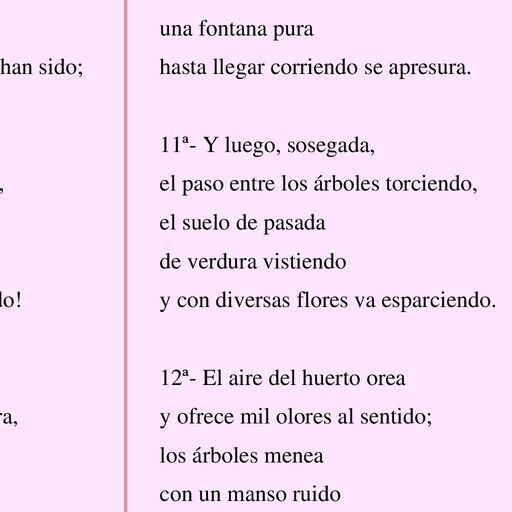 han sido;
,
do!
ra,
una fontana pura
hasta llegar corriendo se apresura.
11ª- Y luego, sosegada,
el paso entre los árboles torciendo,
el suelo de pasada
de verdura vistiendo
y con diversas flores va esparciendo.
12ª- El aire del huerto orea
y ofrece mil olores al sentido;
los árboles menea
con un manso ruido